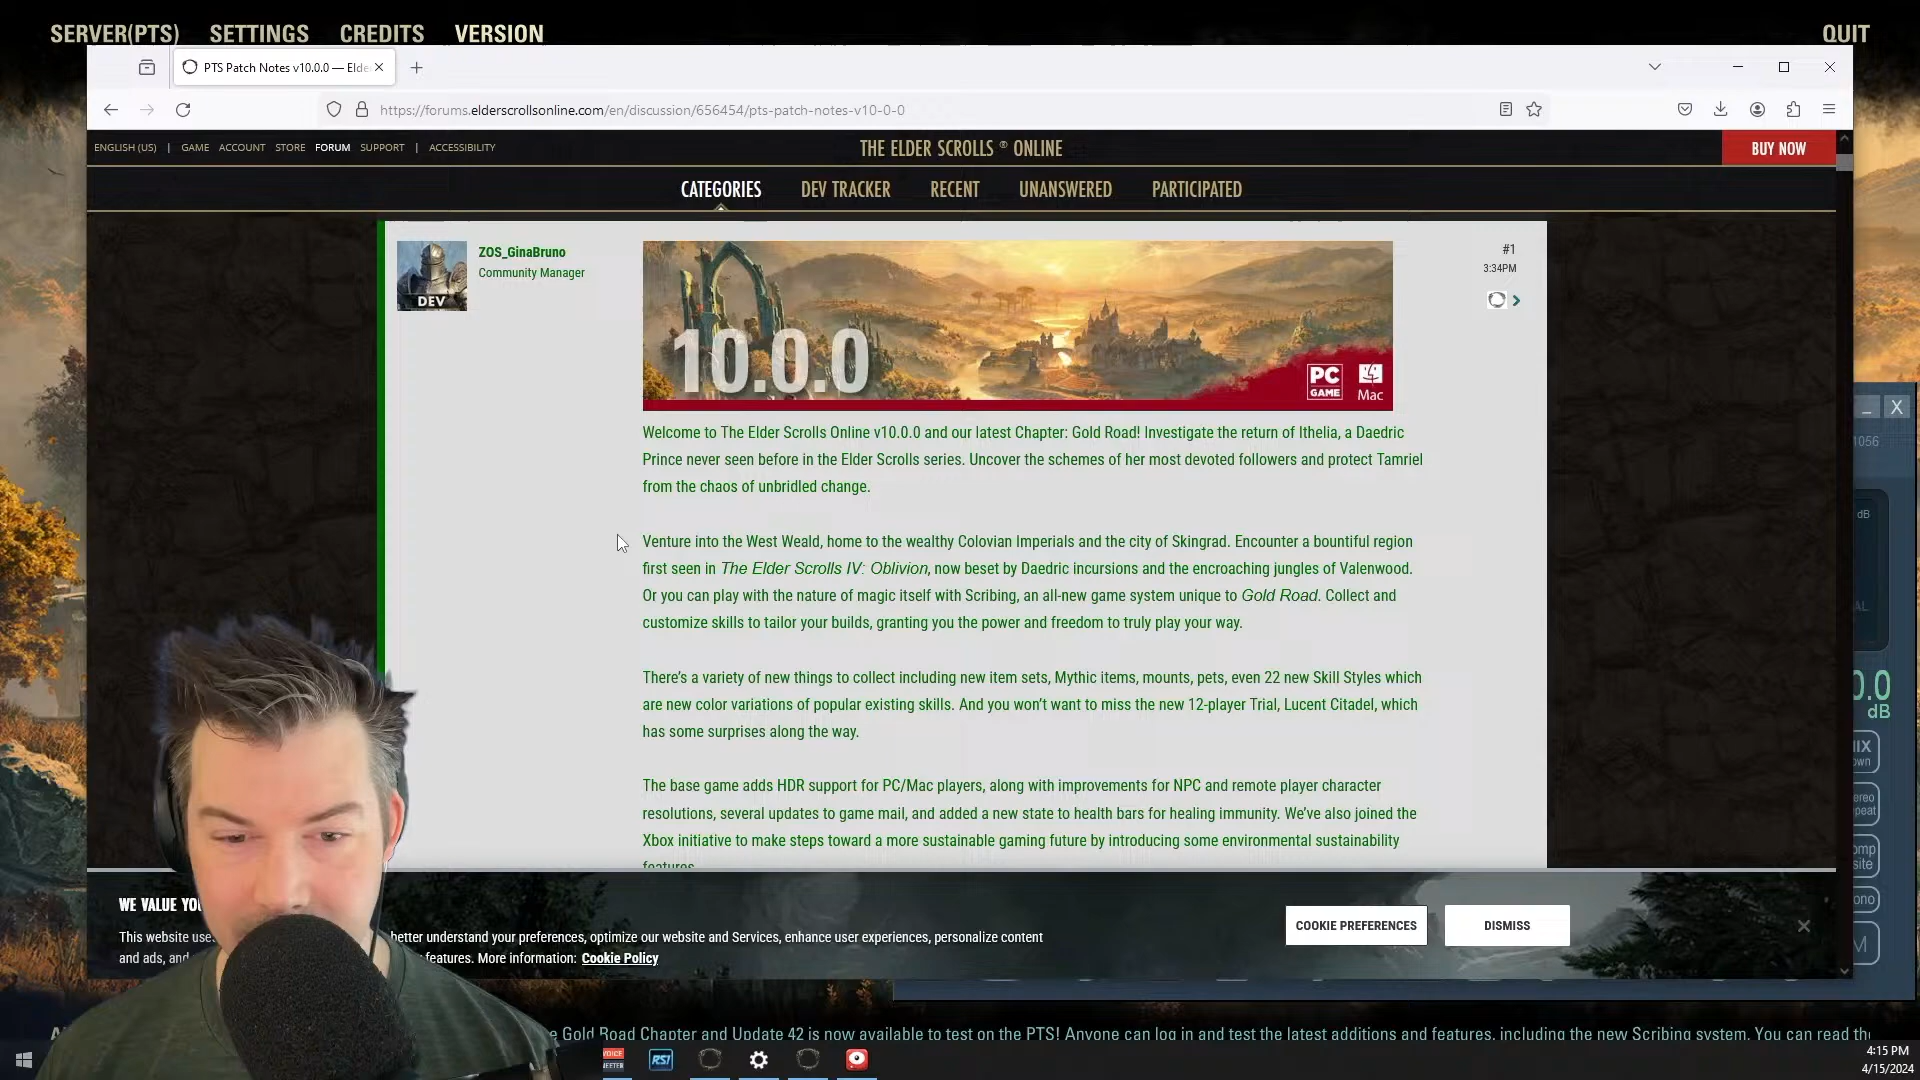 SERVER(PTS) SETTINGS CREDITS VERSION QUIT
PTS Patch Notes v10.0.0 — Elde
https://forums.elderscrollsonline.com/en/discussion/656454/pts-patch-notes-v10-0-0
ENGLISH (US) | GAME ACCOUNT STORE FORUM SUPPORT | ACCESSIBILITY
THE ELDER SCROLLS ® ONLINE
BUY NOW
CATEGORIES DEV TRACKER RECENT UNANSWERED PARTICIPATED
ZOS_GinaBruno
Community Manager
DEV
#1
3:34PM
10.0.0
PC GAME
Mac
Welcome to The Elder Scrolls Online v10.0.0 and our latest Chapter: Gold Road! Investigate the return of Ithelia, a Daedric
Prince never seen before in the Elder Scrolls series. Uncover the schemes of her most devoted followers and protect Tamriel
from the chaos of unbridled change.
Venture into the West Weald, home to the wealthy Colovian Imperials and the city of Skingrad. Encounter a bountiful region
first seen in The Elder Scrolls IV: Oblivion, now beset by Daedric incursions and the encroaching jungles of Valenwood.
Or you can play with the nature of magic itself with Scribing, an all-new game system unique to Gold Road. Collect and
customize skills to tailor your builds, granting you the power and freedom to truly play your way.
There's a variety of new things to collect including new item sets, Mythic items, mounts, pets, even 22 new Skill Styles which
are new color variations of popular existing skills. And you won't want to miss the new 12-player Trial, Lucent Citadel, which
has some surprises along the way.
The base game adds HDR support for PC/Mac players, along with improvements for NPC and remote player character
resolutions, several updates to game mail, and added a new state to health bars for healing immunity. We've also joined the
Xbox initiative to make steps toward a more sustainable gaming future by introducing some environmental sustainability
features
WE VALUE YOU
This website use
better understand your preferences, optimize our website and Services, enhance user experiences, personalize content
and ads, and
features. More information: Cookie Policy
COOKIE PREFERENCES
DISMISS
X
1056
dB
0.0
dB
Gold Road Chapter and Update 42 is now available to test on the PTS! Anyone can log in and test the latest additions and features, including the new Scribing system. You can read th
VOICE
MEETER
RSI
4:15 PM
4/15/2024